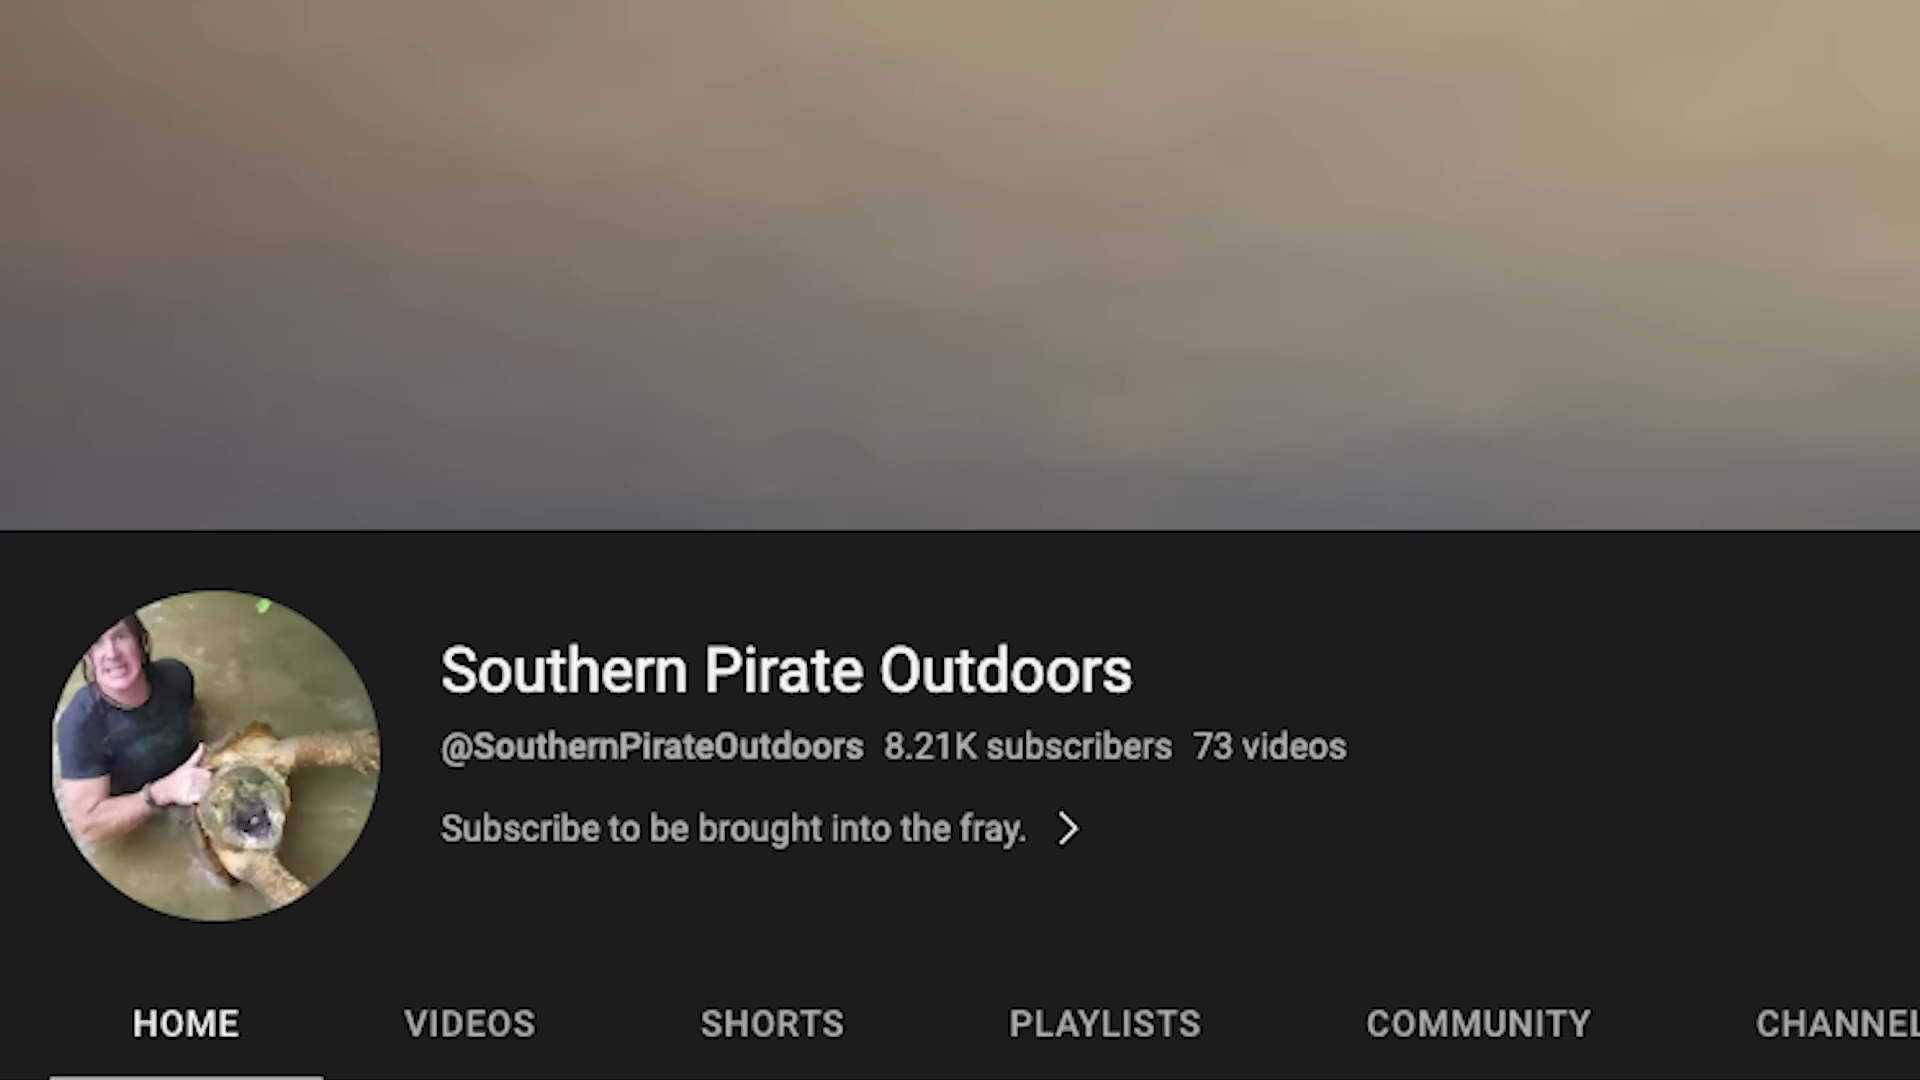 Southern Pirate Outdoors
@SouthernPirateOutdoors 8.21K subscribers 73 videos
Subscribe to be brought into the fray.
HOME VIDEOS SHORTS PLAYLISTS COMMUNITY CHANNEL